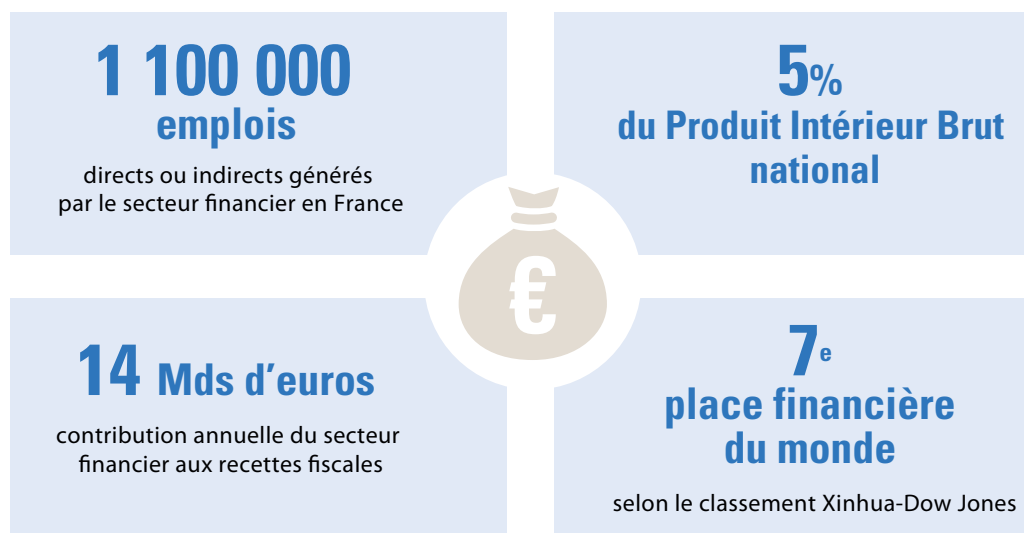 1 100 000
emplois
directs ou indirects générés
par le secteur financier en France
5%
du Produit Intérieur Brut
national
€
14 Mds d’euros
contribution annuelle du secteur
financier aux recettes fiscales
7e
place financière
du monde
selon le classement Xinhua-Dow Jones